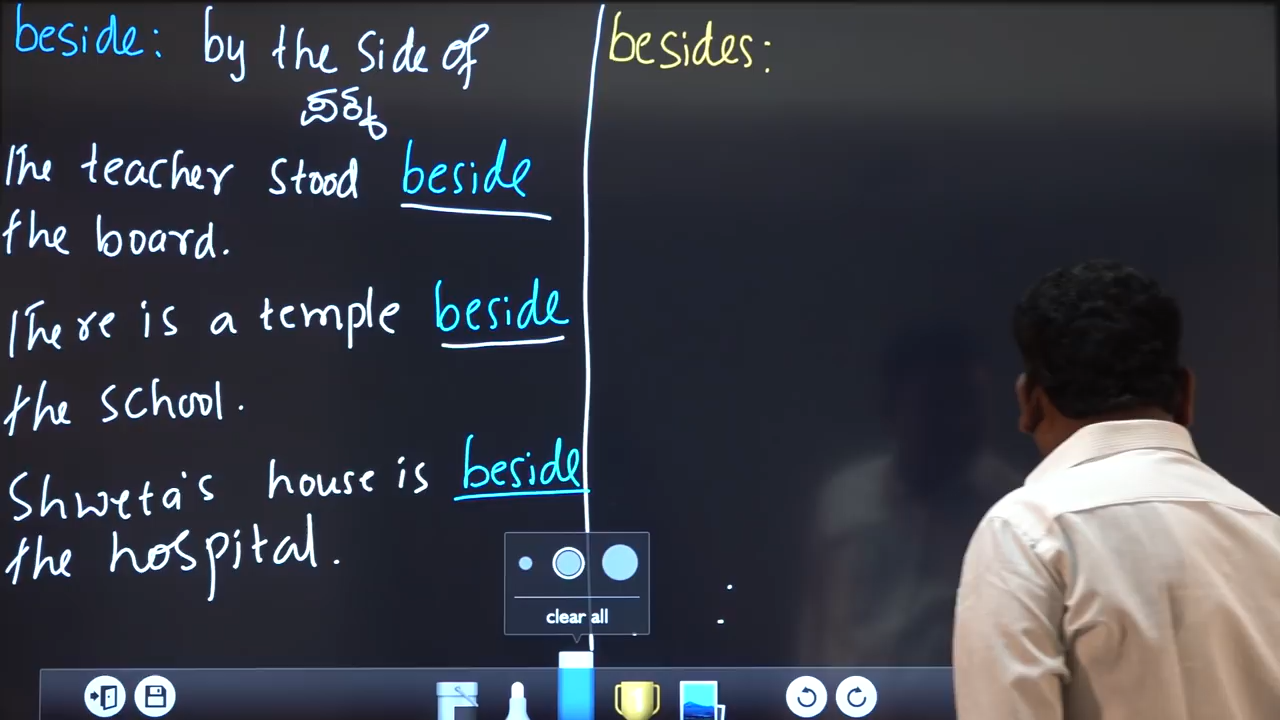 beside: by the side of
ಪಕ್ಕ
The teacher stood beside
the board.
There is a temple beside
the school.
Shweta's house is beside
the hospital.
besides:
clear all